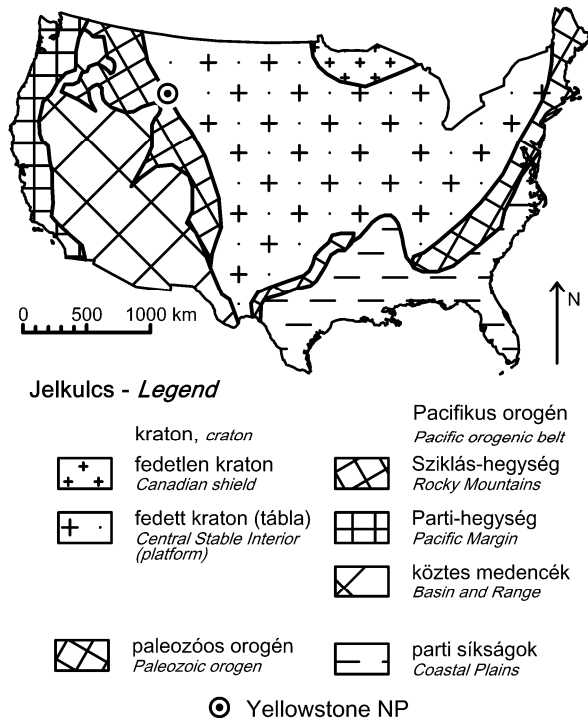 N
0 500 1000 km
Jelkulcs - Legend
kraton, craton
fedetlen kraton
Canadian shield
fedett kraton (tábla)
Central Stable Interior
(platform)
paleozóos orogén
Paleozoic orogen
Pacifikus orogén
Pacific orogenic belt
Sziklás-hegység
Rocky Mountains
Parti-hegység
Pacific Margin
köztes medencék
Basin and Range
parti síkságok
Coastal Plains
Yellowstone NP